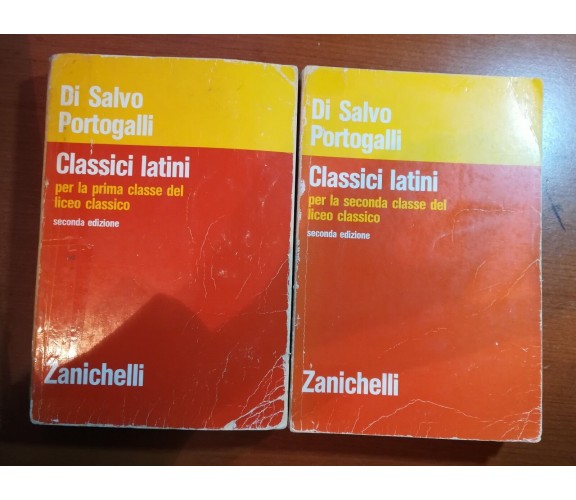 Di Salvo
Portogalli
Classici latini
per la prima classe del
liceo classico
seconda edizione
Zanichelli
Di Salvo
Portogalli
Classici latini
per la seconda classe del
liceo classico
seconda edizione
Zanichelli